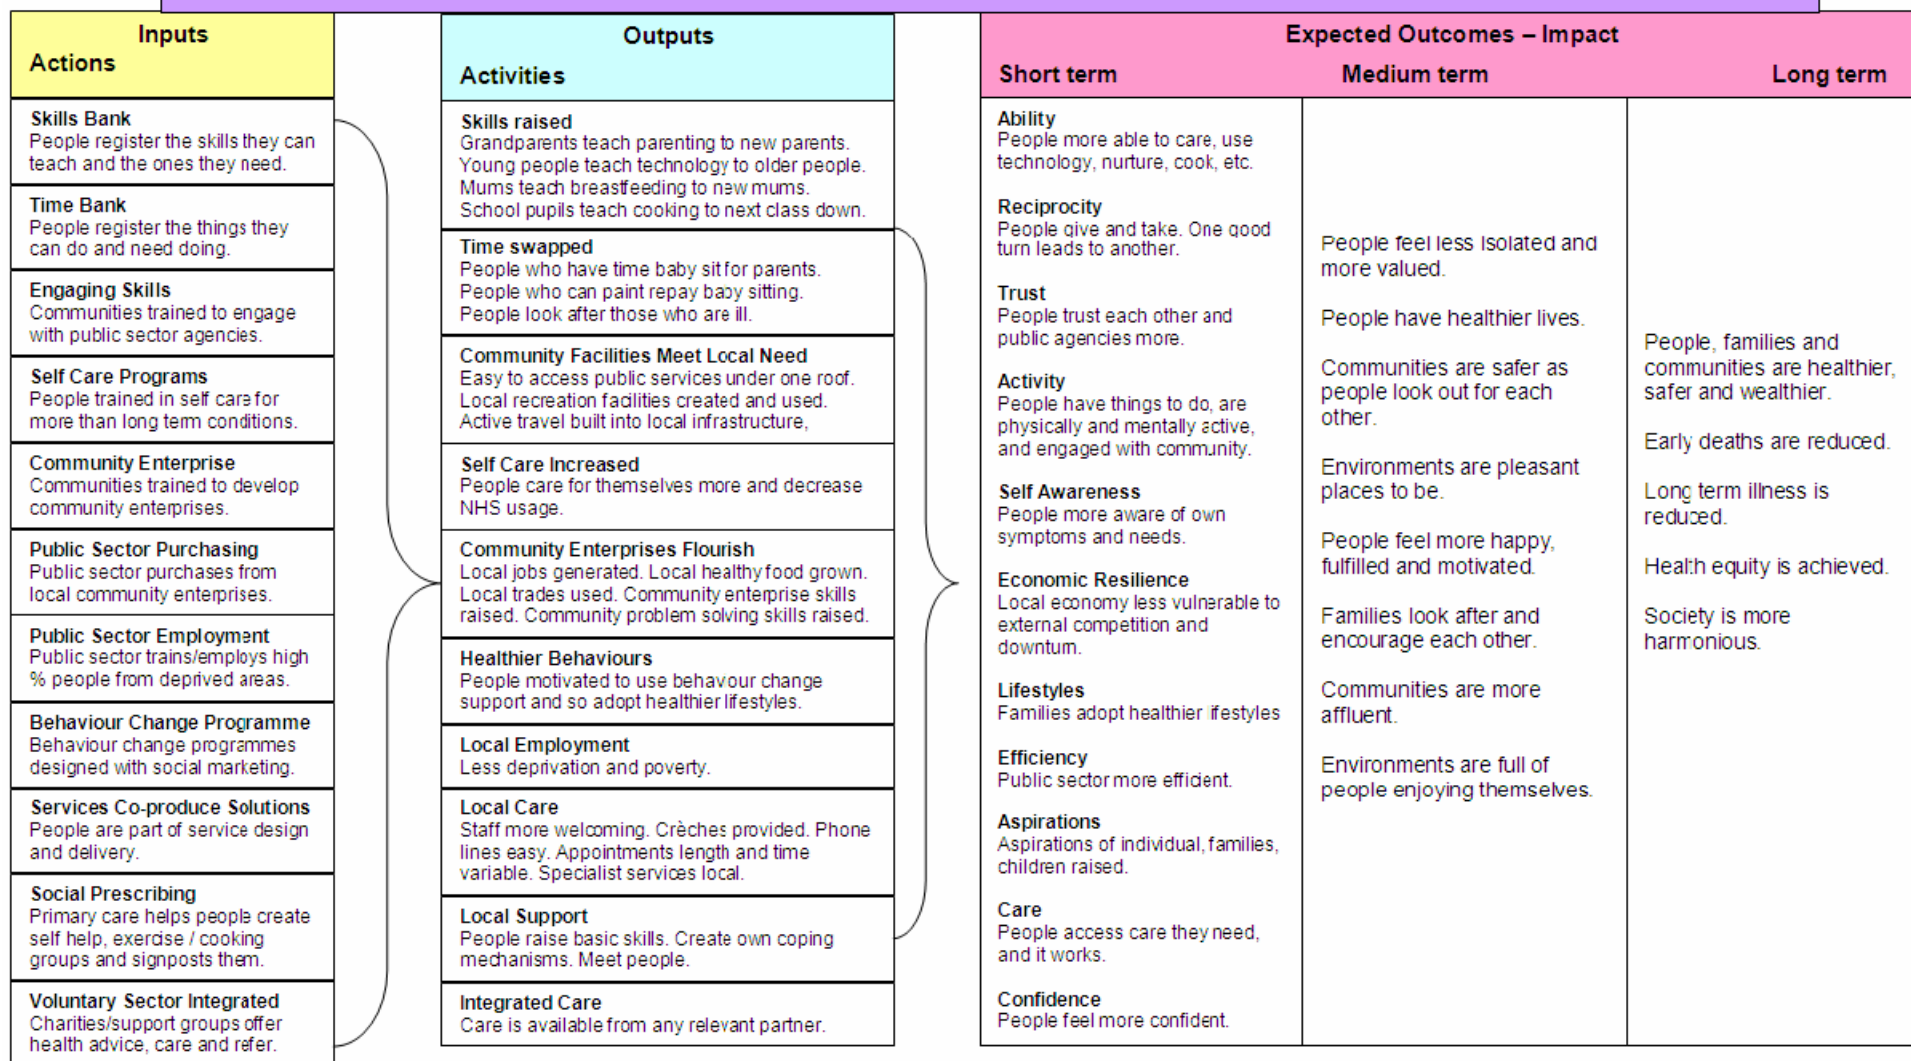 Inputs
Actions
Skills Bank
People register the skills they can
teach and the ones they need.
Time Bank
People register the things they
can do and need doing.
Engaging Skills
Communities trained to engage
with public sector agencies.
Self Care Programs
People trained in self care for
more than long term conditions.
Community Enterprise
Communities trained to develop
community enterprises.
Public Sector Purchasing
Public sector purchases from
local community enterprises.
Public Sector Employment
Public sector trains/employs high
% people from deprived areas.
Behaviour Change Programme
Behaviour change programmes
designed with social marketing.
Services Co-produce Solutions
People are part of service design
and delivery.
Social Prescribing
Primary care helps people create
self help, exercise / cooking
groups and signposts them.
Voluntary Sector Integrated
Charities/support groups offer
health advice, care and refer.
Outputs
Activities
Skills raised
Grandparents teach parenting to new parents.
Young people teach technology to older people.
Mums teach breastfeeding to new mums.
School pupils teach cooking to next class down.
Time swapped
People who have time baby sit for parents.
People who can paint repay baby sitting.
People look after those who are ill.
Community Facilities Meet Local Need
Easy to access public services under one roof.
Local recreation facilities created and used.
Active travel built into local infrastructure,
Self Care Increased
People care for themselves more and decrease
NHS usage.
Community Enterprises Flourish
Local jobs generated. Local healthy food grown.
Local trades used. Community enterprise skills
raised. Community problem solving skills raised.
Healthier Behaviours
People motivated to use behavour change
support and so adopt healthier lifestyles.
Local Employment
Less deprivation and poverty.
Local Care
Staff more welcoming. Crèches provided. Phone
lines easy. Appointments length and time
variable. Specialist services local.
Local Support
People raise basic skills. Create own coping
mechanisms. Meet people.
Integrated Care
Care is available from any relevant partner.
Expected Outcomes – Impact
Short term
Medium term
Long term
Ability
People more able to care, use
technology, nurture, cook, etc.
Reciprocity
People give and take. One good
turn leads to another.
Trust
People trust each other and
public agencies more.
Activity
People have things to do, are
physically and mentally active,
and engaged with community.
Self Awareness
People more aware of own
symptoms and needs.
Economic Resilience
Local economy less vulnerable to
external competition and
downturn.
Lifestyles
Families adopt healthier lifestyles
Efficiency
Public sector more efficient.
Aspirations
Aspirations of individual, families,
children raised.
Care
People access care they need,
and it works.
Confidence
People feel more confident.
People feel less isolated and
more valued.
People have healthier lives.
Communities are safer as
people look out for each
other.
Environments are pleasant
places to be.
People feel more happy,
fulfilled and motivated.
Families look after and
encourage each other.
Communities are more
affluent.
Environments are full of
people enjoying themselves.
People, families and
communities are healthier,
safer and wealthier.
Early deaths are reduced.
Long term illness is
reduced.
Health equity is achieved.
Society is more
harmonious.